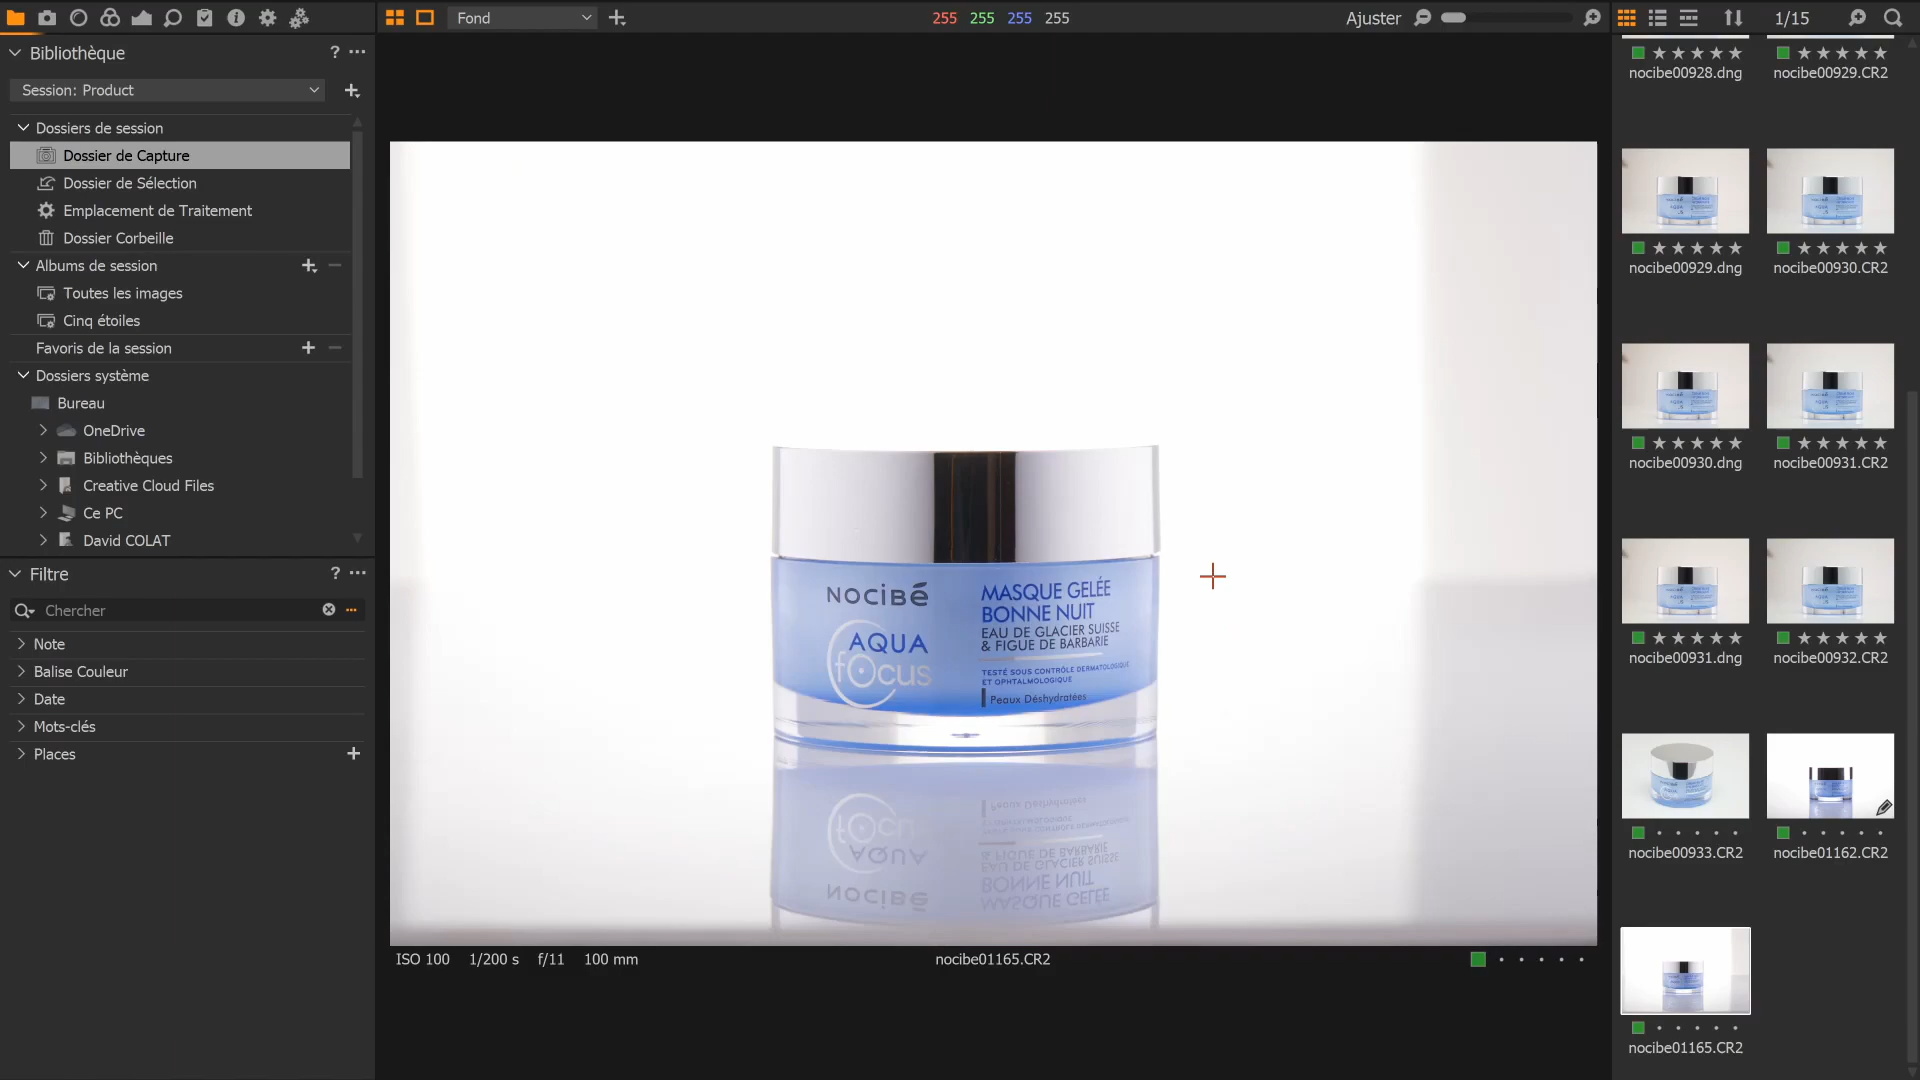 Fond
255 255 255 255
Ajuster
1/15
Bibliothèque
?
Session: Product
Dossiers de session
Dossier de Capture
Dossier de Sélection
Emplacement de Traitement
Dossier Corbeille
Albums de session
Toutes les images
Cinq étoiles
Favoris de la session
Dossiers système
Bureau
OneDrive
Bibliothèques
Creative Cloud Files
Ce PC
David COLAT
Filtre
?
Chercher
Note
Balise Couleur
Date
Mots-clés
Places
NOCIBÉ
AQUA
focus
MASQUE GELÉE
BONNE NUIT
EAU DE GLACIER SUISSE
& FIGUE DE BARBARIE
TESTÉ SOUS CONTRÔLE DERMATOLOGIQUE
ET OPHTALMOLOGIQUE
Peaux Déshydratées
ISO 100 1/200 s f/11 100 mm
nocibe01165.CR2
nocibe00928.dng
nocibe00929.CR2
nocibe00929.dng
nocibe00930.CR2
nocibe00930.dng
nocibe00931.CR2
nocibe00931.dng
nocibe00932.CR2
nocibe00933.CR2
nocibe01162.CR2
nocibe01165.CR2